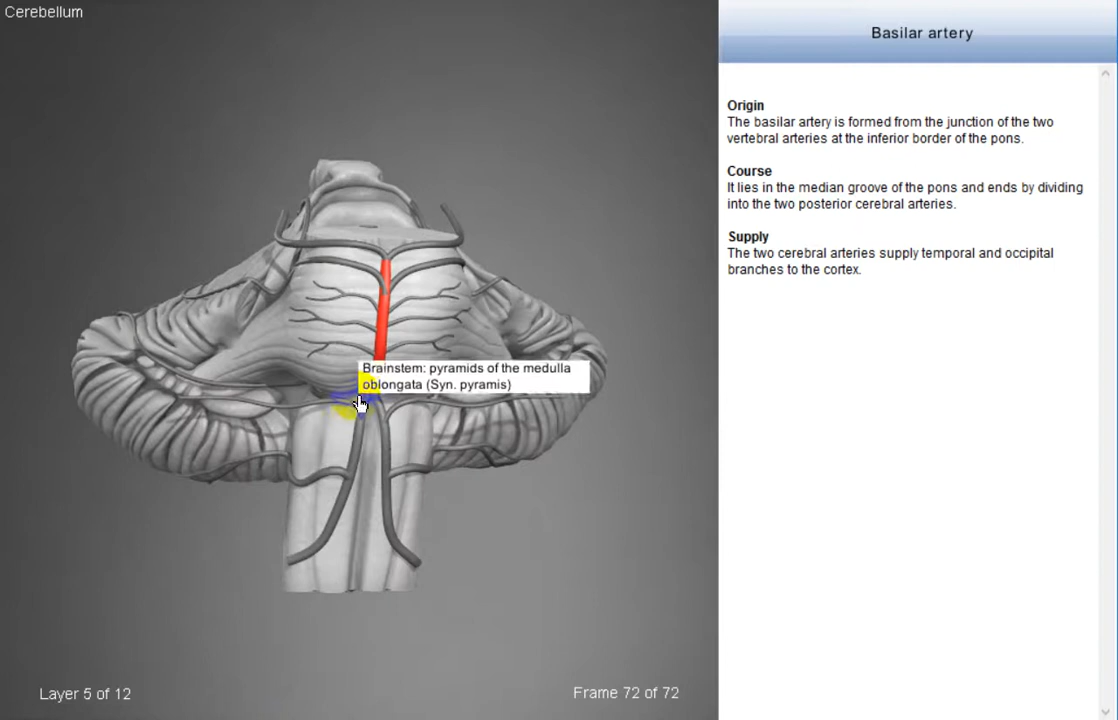 Cerebellum
Basilar artery
Origin
The basilar artery is formed from the junction of the two
vertebral arteries at the inferior border of the pons.
Course
It lies in the median groove of the pons and ends by dividing
into the two posterior cerebral arteries.
Supply
The two cerebral arteries supply temporal and occipital
branches to the cortex.
Brainstem: pyramids of the medulla
oblongata (Syn. pyramis)
Layer 5 of 12
Frame 72 of 72